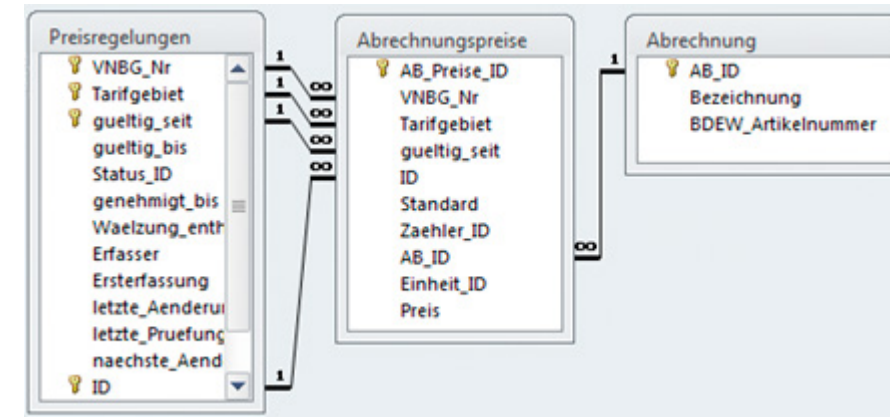 Preisregelungen
VNBG_Nr
Tarifgebiet
gueltig_seit
gueltig_bis
Status_ID
genehmigt_bis
Waelzung_enth
Erfasser
Ersterfassung
letzte_Aenderu
letzte_Pruefung
naechste_Aend
ID
1
1
1
1
∞
∞
∞
∞
Abrechnungspreise
AB_Preise_ID
VNBG_Nr
Tarifgebiet
gueltig_seit
ID
Standard
Zaehler_ID
AB_ID
Einheit_ID
Preis
∞
1
Abrechnung
AB_ID
Bezeichnung
BDEW_Artikelnummer